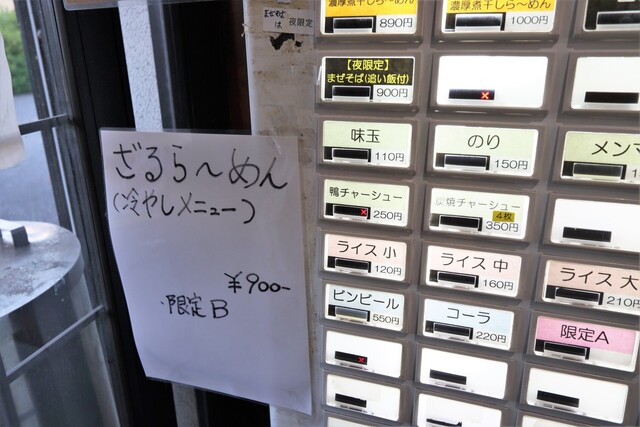 まぜそば
は 夜限定
濃厚煮干しら〜めん
890円
濃厚煮干しら〜めん
1000円
【夜限定】
まぜそば(追い飯付)
900円
味玉
110円
のり
150円
メンマ
鴨チャーシュー
250円
炭焼チャーシュー
4枚
350円
ライス 小
120円
ライス 中
160円
ライス 大
210円
ビンビール
550円
コーラ
220円
限定A
ざるら〜めん
(冷やしメニュー)
¥900-
・限定B